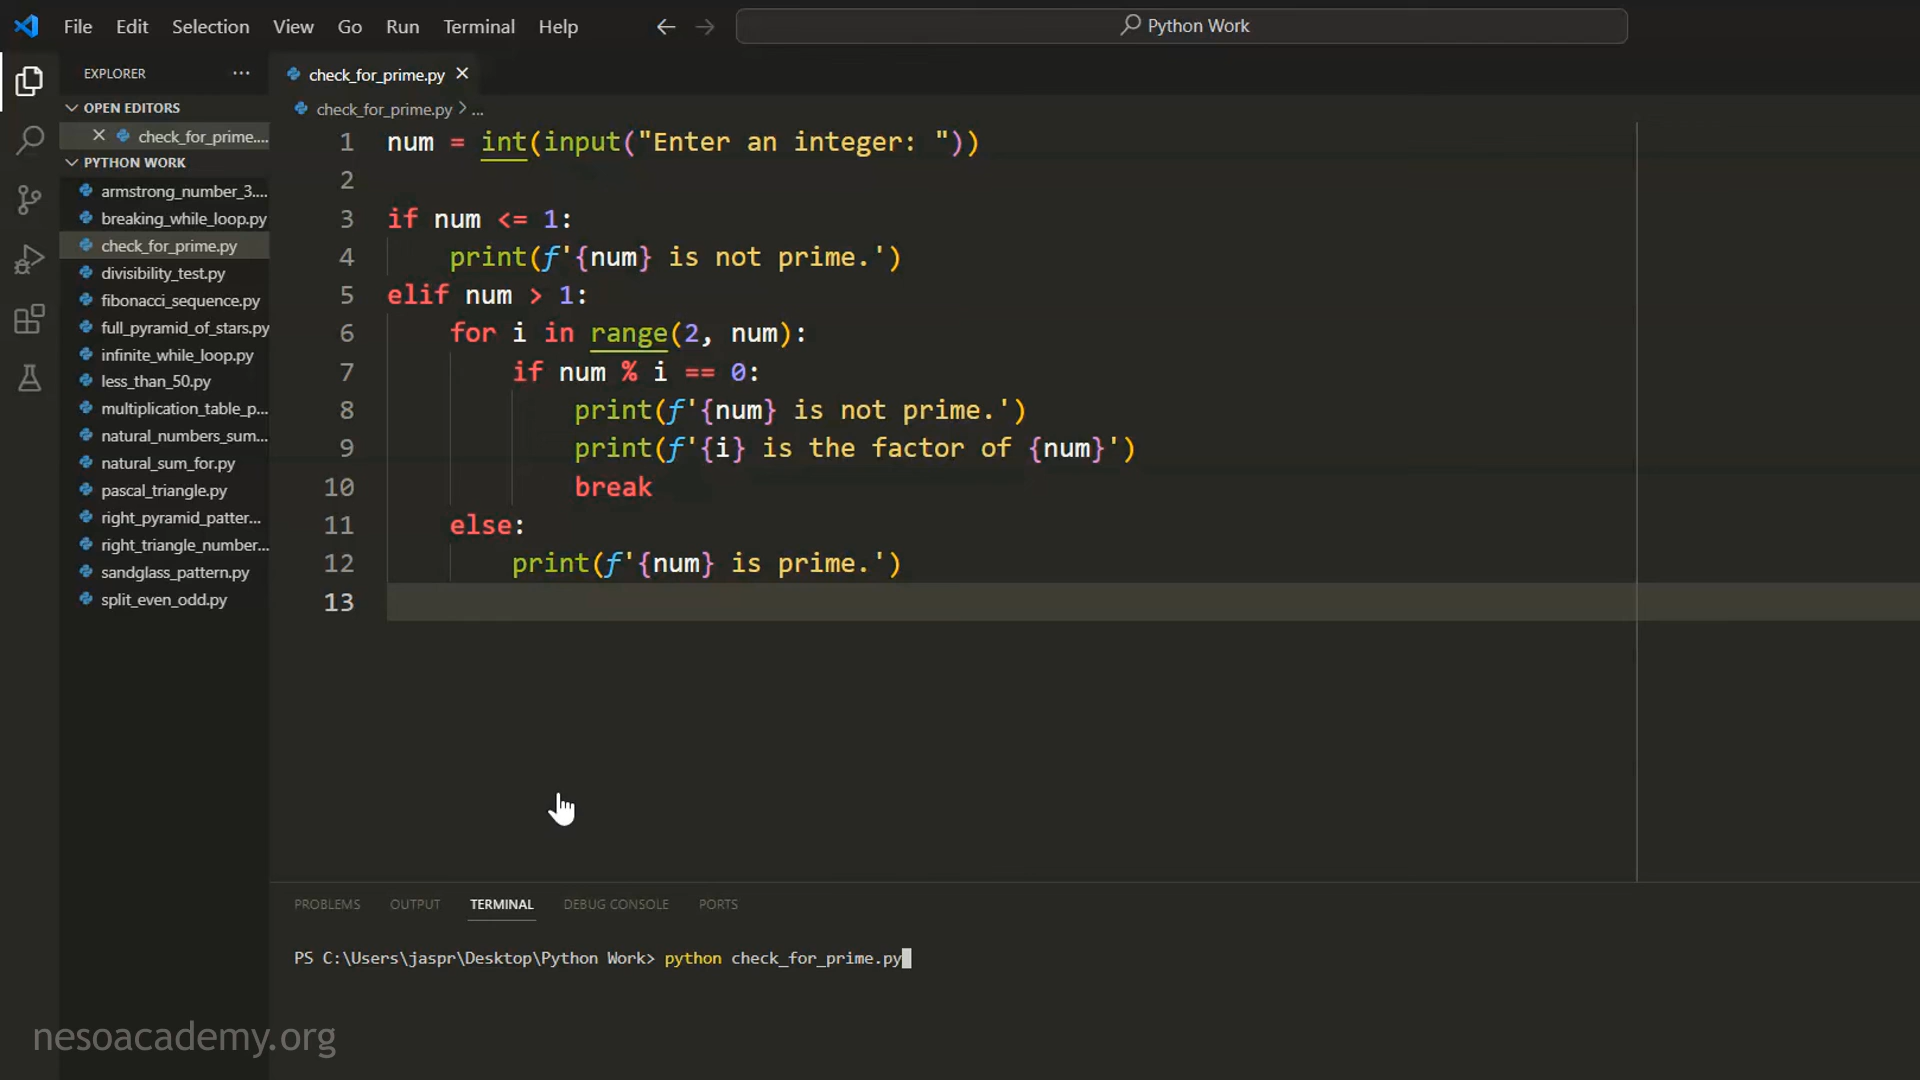 File Edit Selection View Go Run Terminal Help
Python Work
EXPLORER ...
OPEN EDITORS
check_for_prime....
PYTHON WORK
armstrong_number_3....
breaking_while_loop.py
check_for_prime.py
divisibility_test.py
fibonacci_sequence.py
full_pyramid_of_stars.py
infinite_while_loop.py
less_than_50.py
multiplication_table_p...
natural_numbers_sum...
natural_sum_for.py
pascal_triangle.py
right_pyramid_patter...
right_triangle_number...
sandglass_pattern.py
split_even_odd.py
check_for_prime.py
check_for_prime.py > ...
1 num = int(input("Enter an integer: "))
2
3 if num <= 1:
4     print(f'{num} is not prime.')
5 elif num > 1:
6     for i in range(2, num):
7         if num % i == 0:
8             print(f'{num} is not prime.')
9             print(f'{i} is the factor of {num}')
10             break
11     else:
12         print(f'{num} is prime.')
13
PROBLEMS OUTPUT TERMINAL DEBUG CONSOLE PORTS
PS C:\Users\jaspr\Desktop\Python Work> python check_for_prime.py
nesoacademy.org